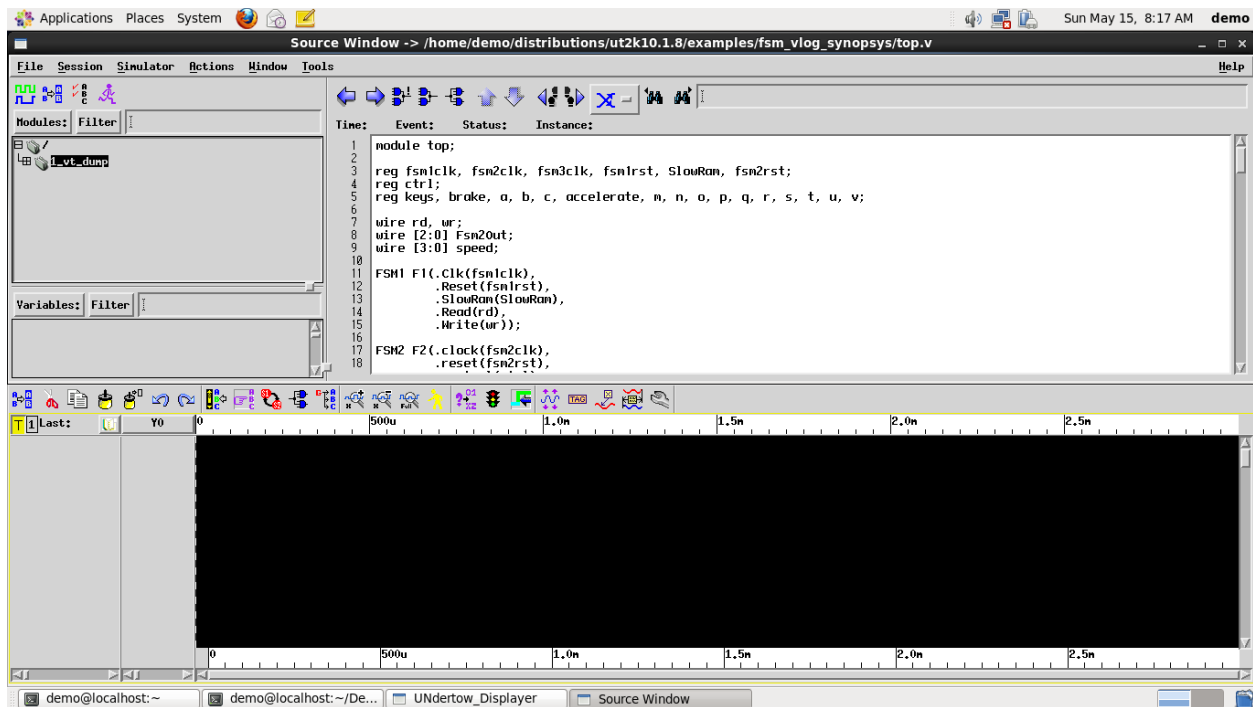 Applications Places System Sun May 15, 8:17 AM demo
Source Window -> /home/demo/distributions/ut2k10.1.8/examples/fsm_vlog_synopsys/top.v
File Session Simulator Actions Window Tools Help
Modules: Filter
/
1_vt_dump
Variables: Filter
Time: Event: Status: Instance:
1 module top;
2
3 reg fsm1clk, fsm2clk, fsm3clk, fsm1rst, SlowRam, fsm2rst;
4 reg ctrl;
5 reg keys, brake, a, b, c, accelerate, m, n, o, p, q, r, s, t, u, v;
6
7 wire rd, wr;
8 wire [2:0] Fsm2Out;
9 wire [3:0] speed;
10
11 FSM1 F1(.Clk(fsm1clk),
12 .Reset(fsm1rst),
13 .SlowRam(SlowRam),
14 .Read(rd),
15 .Write(wr));
16
17 FSM2 F2(.clock(fsm2clk),
18 .reset(fsm2rst),
T 1 Last: Y0 0 500u 1.0m 1.5m 2.0m 2.5m
0 500u 1.0m 1.5m 2.0m 2.5m
demo@localhost:~ demo@localhost:~/De... UNdertow_Displayer Source Window